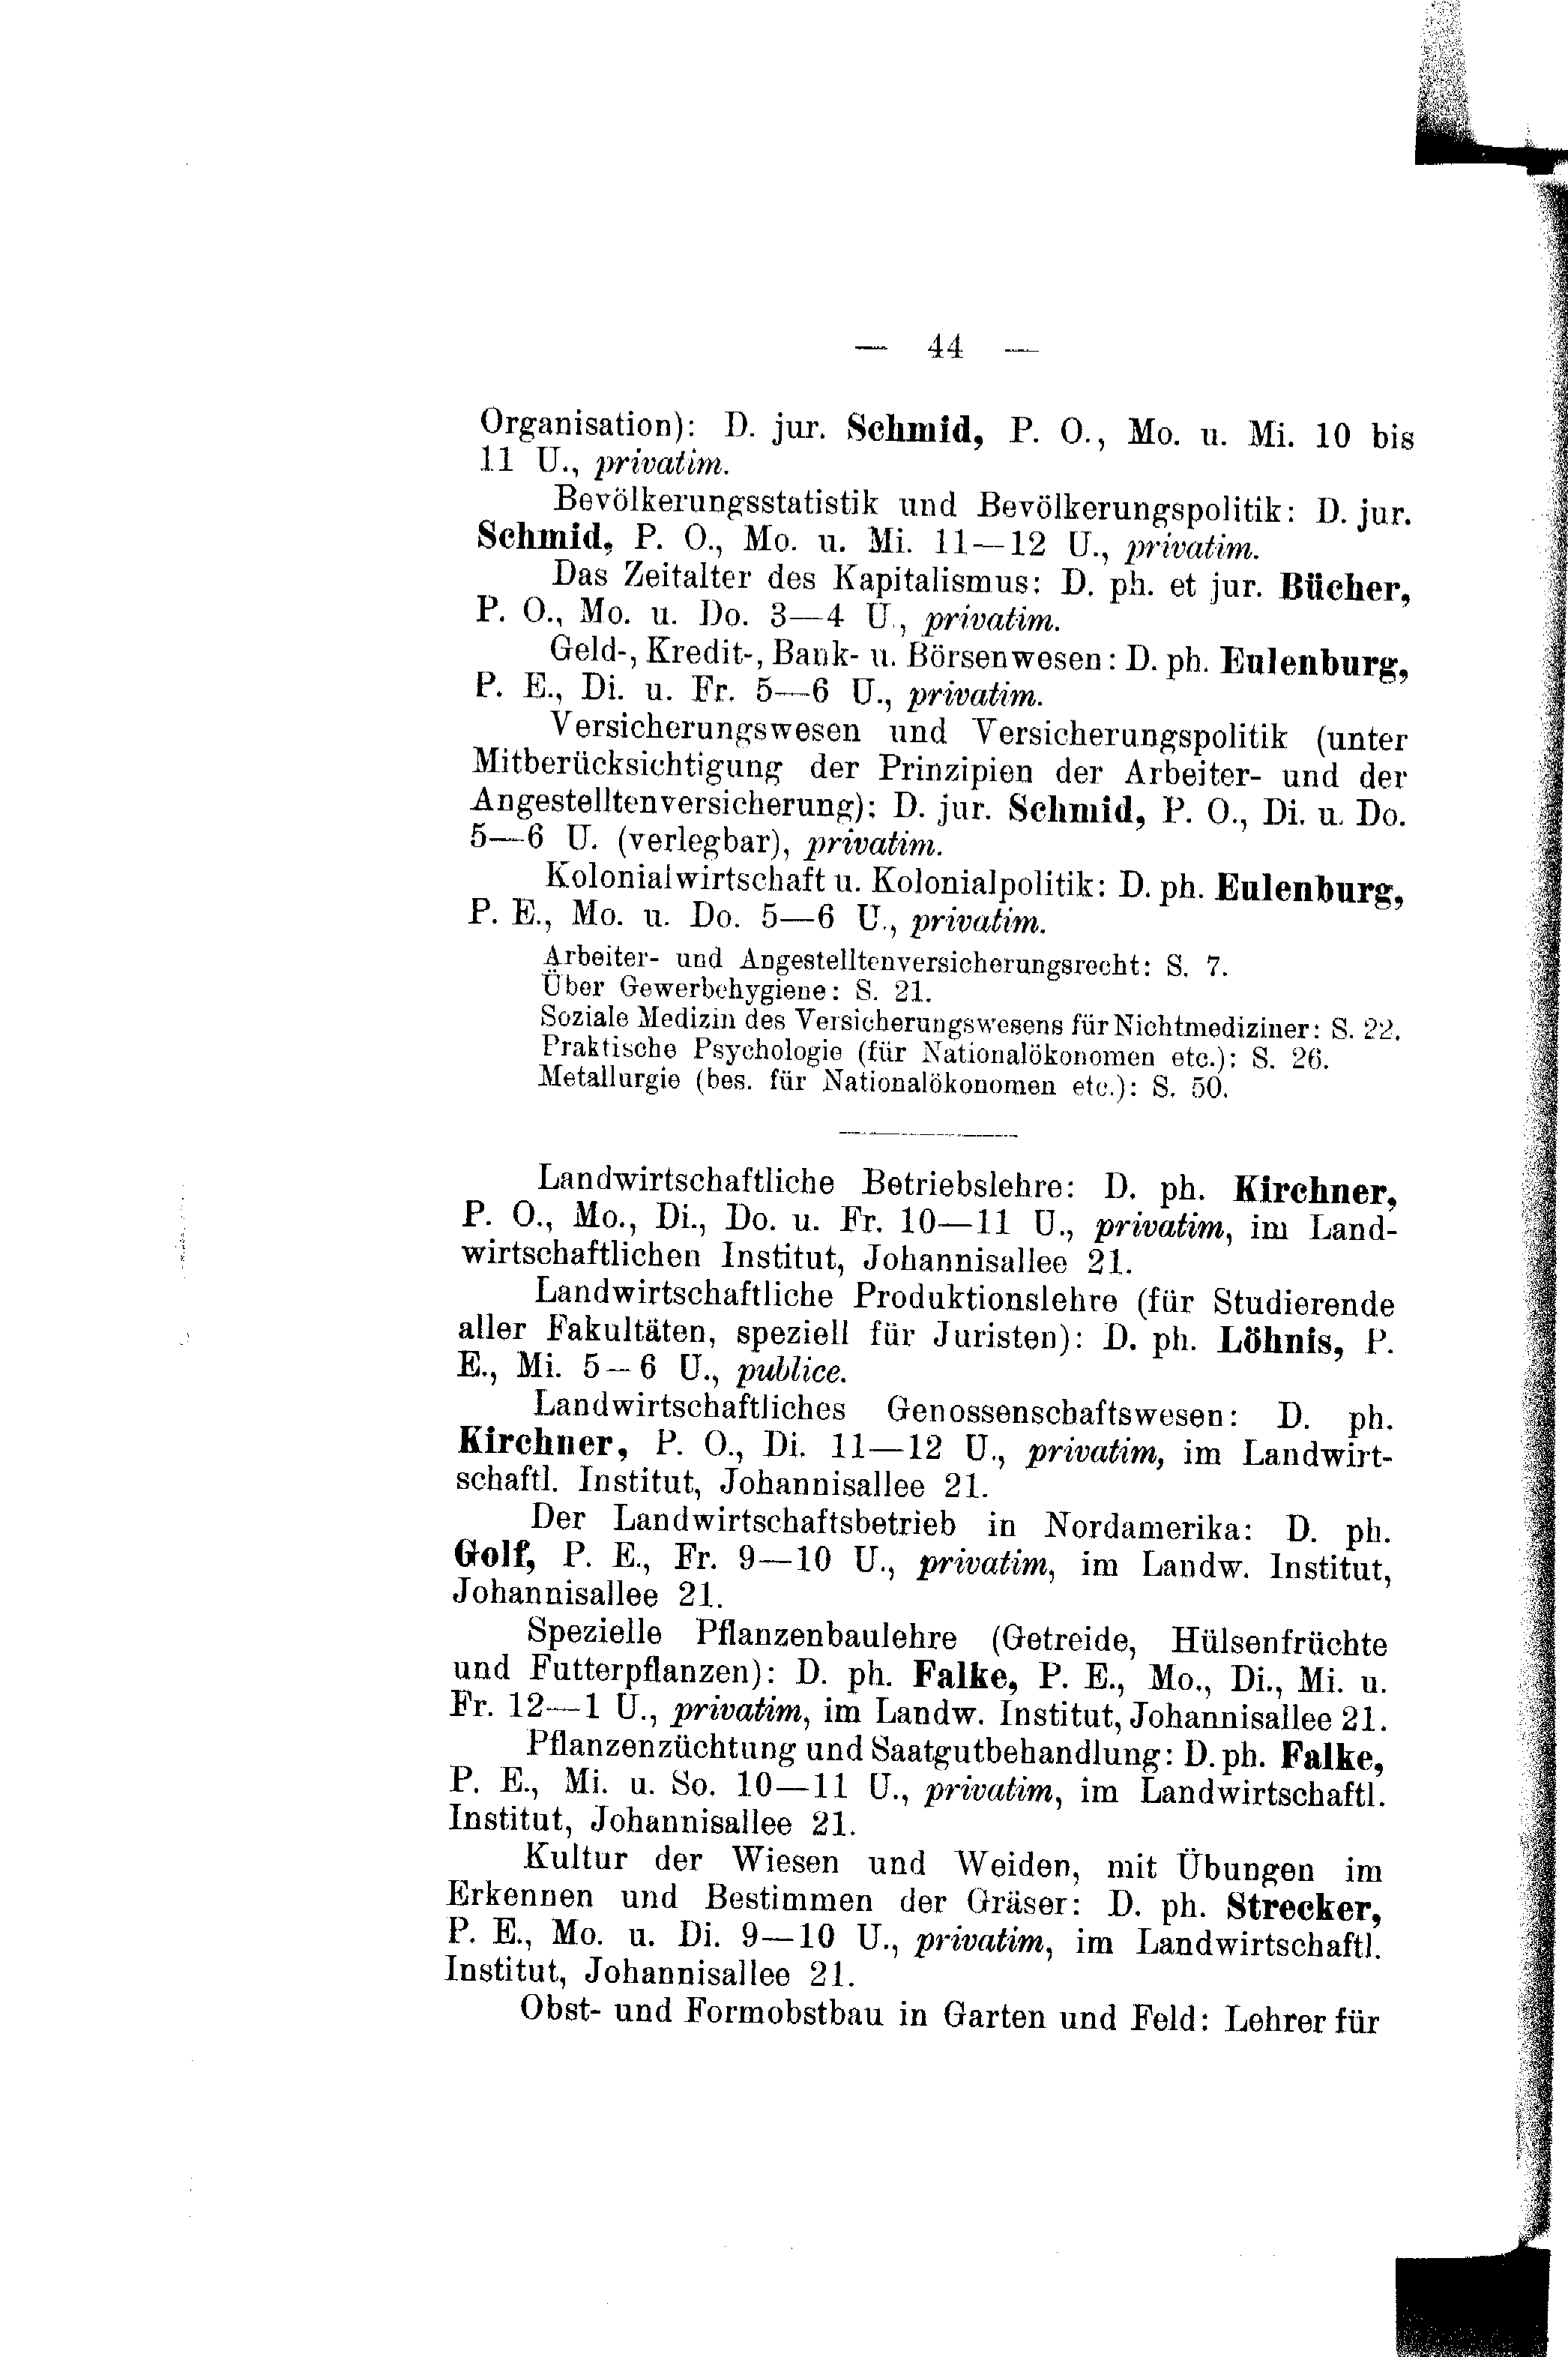 — 44 —
Organisation): D. jur. Schmid, P. O., Mo. u. Mi. 10 bis
11 U., privatim.
Bevölkerungsstatistik und Bevölkerungspolitik: D. jur.
Schmid, P. O., Mo. u. Mi. 11—12 U., privatim.
Das Zeitalter des Kapitalismus: D. ph. et jur. Bücher,
P. O., Mo. u. Do. 3—4 U., privatim.
Geld-, Kredit-, Bank- u. Börsenwesen: D. ph. Eulenburg,
P. E., Di. u. Fr. 5—6 U., privatim.
Versicherungswesen und Versicherungspolitik (unter
Mitberücksichtigung der Prinzipien der Arbeiter- und der
Angestelltenversicherung): D. jur. Schmid, P. O., Di. u. Do.
5—6 U. (verlegbar), privatim.
Kolonialwirtschaft u. Kolonialpolitik: D. ph. Eulenburg,
P. E., Mo. u. Do. 5—6 U., privatim.
Arbeiter- und Angestelltenversicherungsrecht: S. 7.
Über Gewerbehygiene: S. 21.
Soziale Medizin des Versicherungswesens für Nichtmediziner: S. 22.
Praktische Psychologie (für Nationalökonomen etc.): S. 26.
Metallurgie (bes. für Nationalökonomen etc.): S. 50.
Landwirtschaftliche Betriebslehre: D. ph. Kirchner,
P. O., Mo., Di., Do. u. Fr. 10—11 U., privatim, im Land-
wirtschaftlichen Institut, Johannisallee 21.
Landwirtschaftliche Produktionslehre (für Studierende
aller Fakultäten, speziell für Juristen): D. ph. Löhnis, P.
E., Mi. 5—6 U., publice.
Landwirtschaftliches Genossenschaftswesen: D. ph.
Kirchner, P. O., Di. 11—12 U., privatim, im Landwirt-
schaftl. Institut, Johannisallee 21.
Der Landwirtschaftsbetrieb in Nordamerika: D. ph.
Golf, P. E., Fr. 9—10 U., privatim, im Landw. Institut,
Johannisallee 21.
Spezielle Pflanzenbaulehre (Getreide, Hülsenfrüchte
und Futterpflanzen): D. ph. Falke, P. E., Mo., Di., Mi. u.
Fr. 12—1 U., privatim, im Landw. Institut, Johannisallee 21.
Pflanzenzüchtung und Saatgutbehandlung: D. ph. Falke,
P. E., Mi. u. So. 10—11 U., privatim, im Landwirtschaftl.
Institut, Johannisallee 21.
Kultur der Wiesen und Weiden, mit Übungen im
Erkennen und Bestimmen der Gräser: D. ph. Strecker,
P. E., Mo. u. Di. 9—10 U., privatim, im Landwirtschaftl.
Institut, Johannisallee 21.
Obst- und Formobstbau in Garten und Feld: Lehrer für